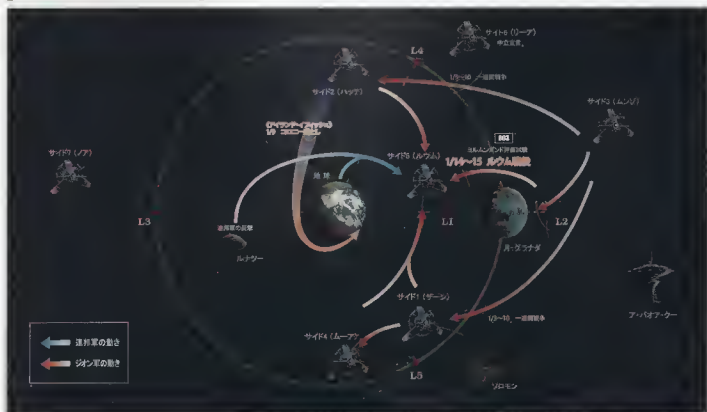 サイド6（リーア）
中立宣言。
L4
1/3～10 一週間戦争
サイド2（ハッテ）
サイド3（ムンゾ）
《アイランド・イフィッシュ》
1/9 コロニー落とし
サイド7（ノア）
サイド5（ルウム）
1/14～15 ルウム戦役
地球
L3
連邦軍の反撃
ルナツー
L1
L2
ル・グラナダ
サイド1（ザーン）
1/3～10 一週間戦争
ア・バオア・クー
サイド4（ムーア）
L5
ソロモン
連邦軍の動き
ジオン軍の動き